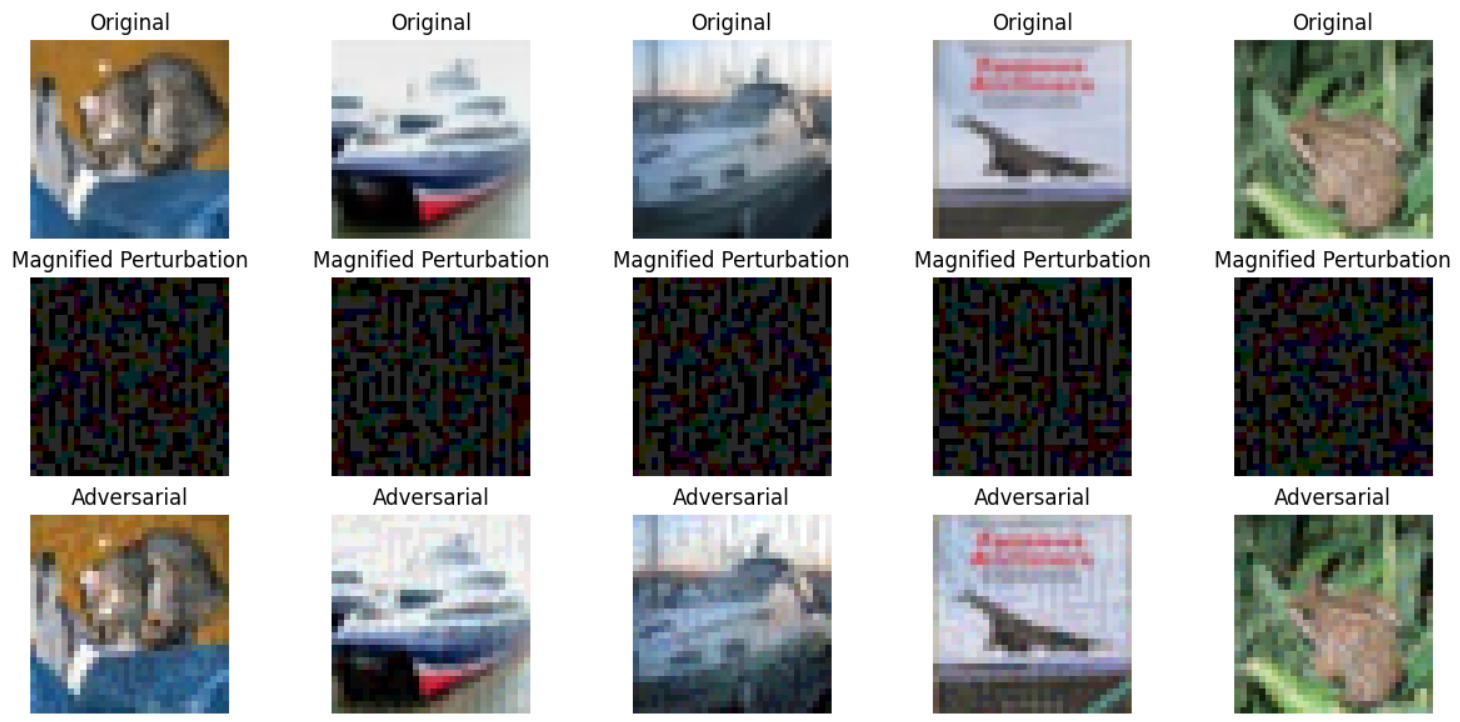 Original Original Original Original Original
Magnified Perturbation Magnified Perturbation Magnified Perturbation Magnified Perturbation Magnified Perturbation
Adversarial Adversarial Adversarial Adversarial Adversarial